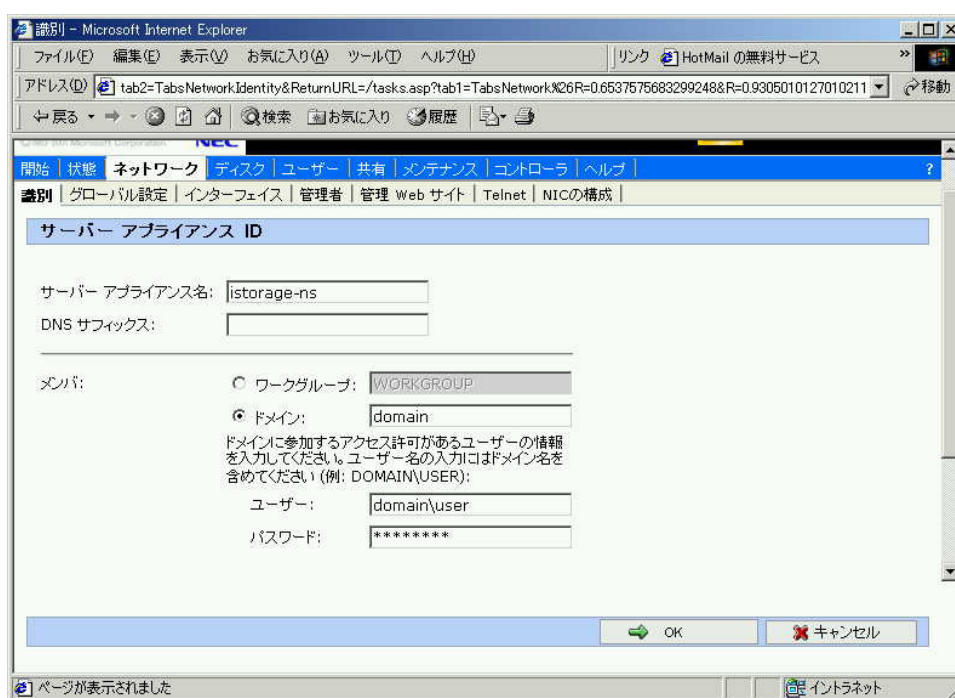 識別 - Microsoft Internet Explorer
ファイル(F) 編集(E) 表示(V) お気に入り(A) ツール(T) ヘルプ(H) リンク HotMail の無料サービス »
アドレス(D) tab2=TabsNetworkIdentity&ReturnURL=/tasks.asp?tab1=TabsNetwork%26R=0.6537575683299248&R=0.9305010127010211 移動
戻る 検索 お気に入り 履歴
Microsoft Corporation NEC
開始 | 状態 | ネットワーク | ディスク | ユーザー | 共有 | メンテナンス | コントローラ | ヘルプ | ?
識別 | グローバル設定 | インターフェイス | 管理者 | 管理 Web サイト | Telnet | NICの構成 |
サーバー アプライアンス ID
サーバー アプライアンス名: istorage-ns
DNS サフィックス:
メンバ: ワークグループ: WORKGROUP
ドメイン: domain
ドメインに参加するアクセス許可があるユーザーの情報
を入力してください。ユーザー名の入力にはドメイン名を
含めてください (例: DOMAIN\USER):
ユーザー: domain\user
パスワード: ********
OK キャンセル
ページが表示されました イントラネット